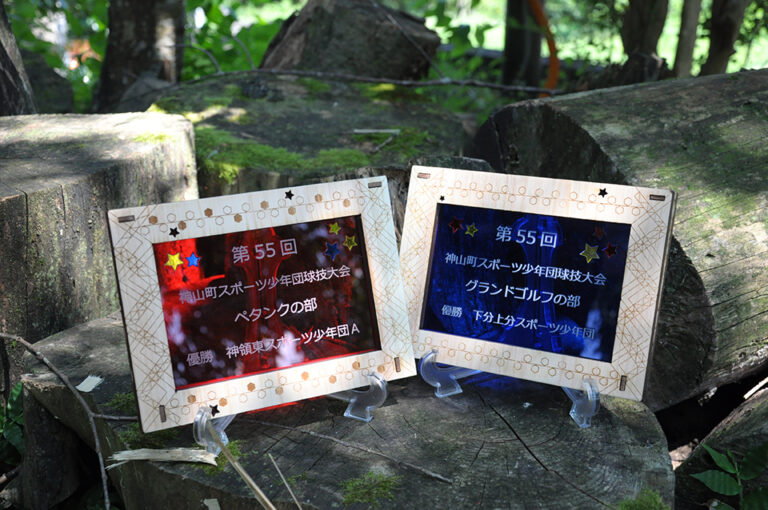 第55回
神山町スポーツ少年団球技大会
ペタンクの部
優勝 神領東スポーツ少年団A
第55回
神山町スポーツ少年団球技大会
グランドゴルフの部
優勝 下分上分スポーツ少年団